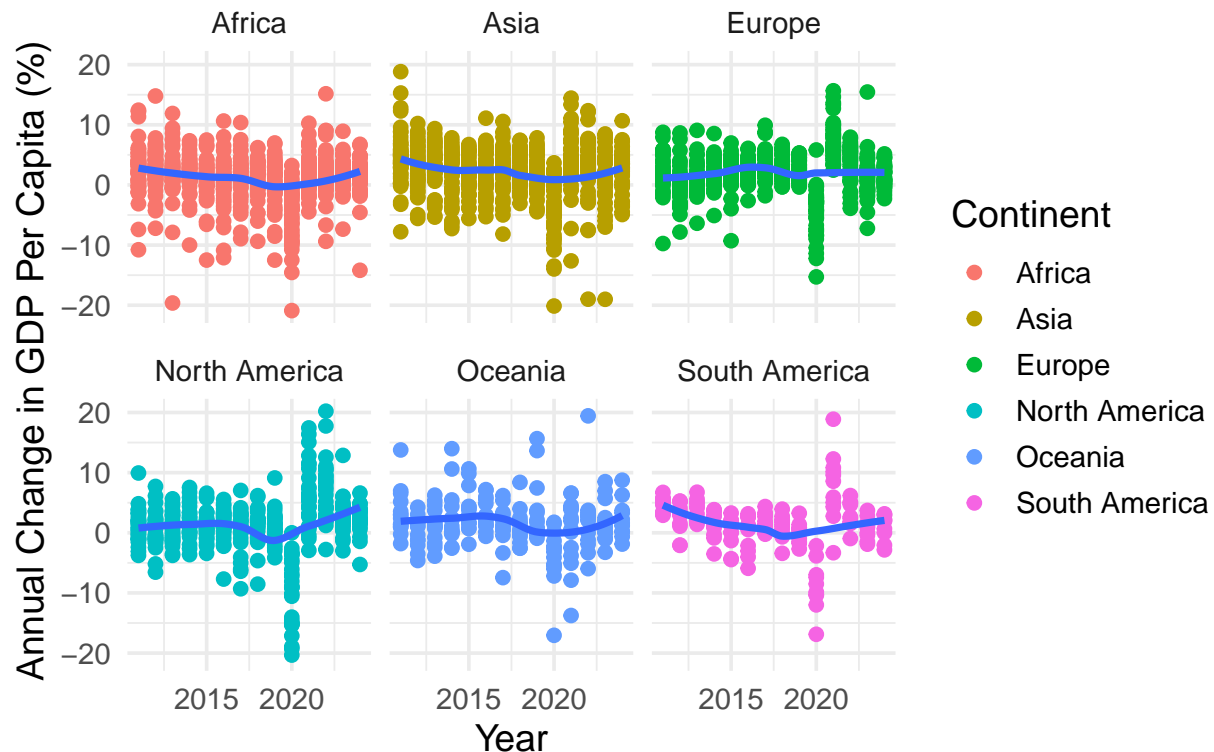 Africa Asia Europe
Annual Change in GDP Per Capita (%)
20
10
0
−10
−20
North America Oceania South America
20
10
0
−10
−20
2015 2020 2015 2020 2015 2020
Year
Continent
Africa
Asia
Europe
North America
Oceania
South America